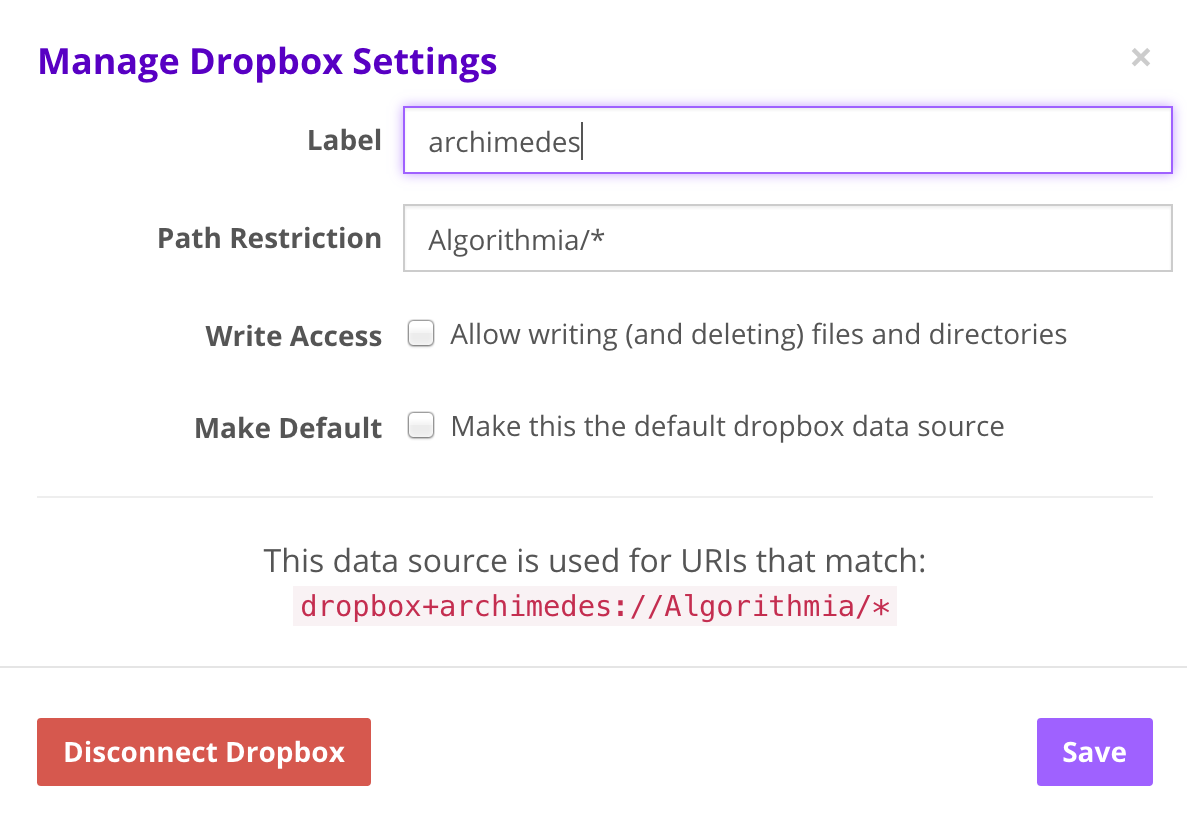 Manage Dropbox Settings ×
Label archimedes
Path Restriction Algorithmia/*
Write Access Allow writing (and deleting) files and directories
Make Default Make this the default dropbox data source
This data source is used for URIs that match:
dropbox+archimedes://Algorithmia/*
Disconnect Dropbox Save